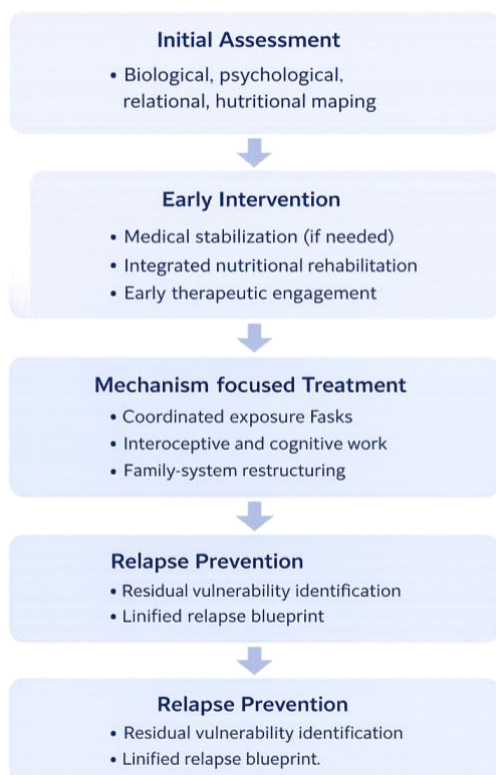 Initial Assessment
• Biological, psychological,
relational, hutritional maping
Early Intervention
• Medical stabilization (if needed)
• Integrated nutritional rehabilitation
• Early therapeutic engagement
Mechanism focused Treatment
• Coordinated exposure Fasks
• Interoceptive and cognitive work
• Family-system restructuring
Relapse Prevention
• Residual vulnerability identification
• Linified relapse blueprint
Relapse Prevention
• Residual vulnerability identification
• Linified relapse blueprint.